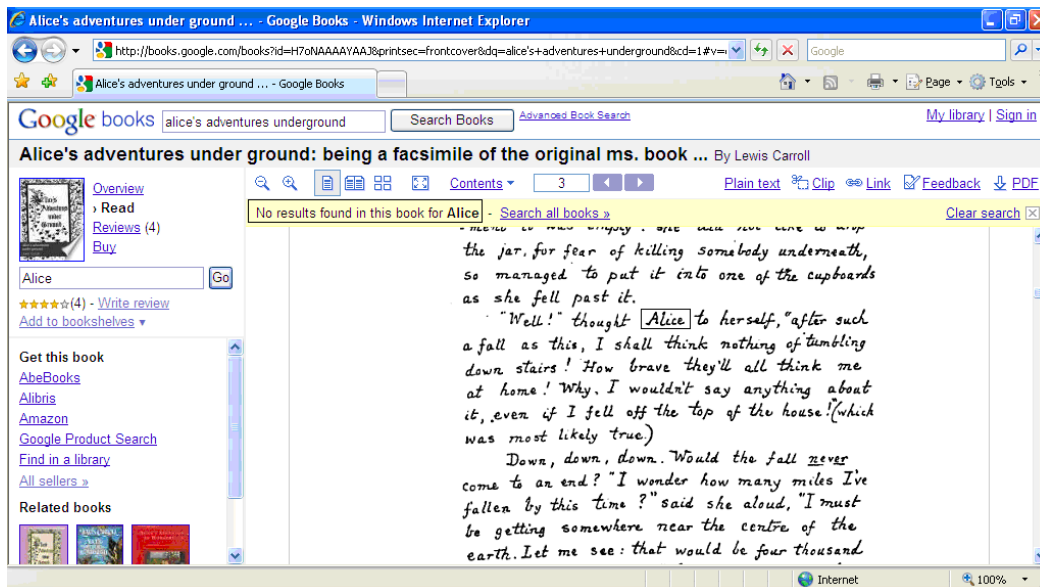 Alice's adventures under ground ... - Google Books - Windows Internet Explorer
http://books.google.com/books?id=H7oNAAAAYAAJ&printsec=frontcover&dq=alice's+adventures+underground&cd=1#v=
Google
Alice's adventures under ground ... - Google Books
Page
Tools
Google books
alice's adventures underground
Search Books
Advanced Book Search
My library | Sign in
Alice's adventures under ground: being a facsimile of the original ms. book ... By Lewis Carroll
Overview
› Read
Reviews (4)
Buy
Alice
Go
(4) - Write review
Add to bookshelves ▾
Get this book
AbeBooks
Alibris
Amazon
Google Product Search
Find in a library
All sellers »
Related books
Contents ▾
3
Plain text
Clip
Link
Feedback
PDF
No results found in this book for Alice - Search all books »
Clear search
-ment it was empty: she did not like to drop
the jar, for fear of killing somebody underneath,
so managed to put it into one of the cupboards
as she fell past it.
"Well!" thought Alice to herself, "after such
a fall as this, I shall think nothing of tumbling
down stairs! How brave they'll all think me
at home! Why, I wouldn't say anything about
it, even if I fell off the top of the house!" (which
was most likely true.)
Down, down, down. Would the fall never
come to an end? "I wonder how many miles I've
fallen by this time?" said she aloud, "I must
be getting somewhere near the centre of the
earth. Let me see: that would be four thousand
Internet
100%